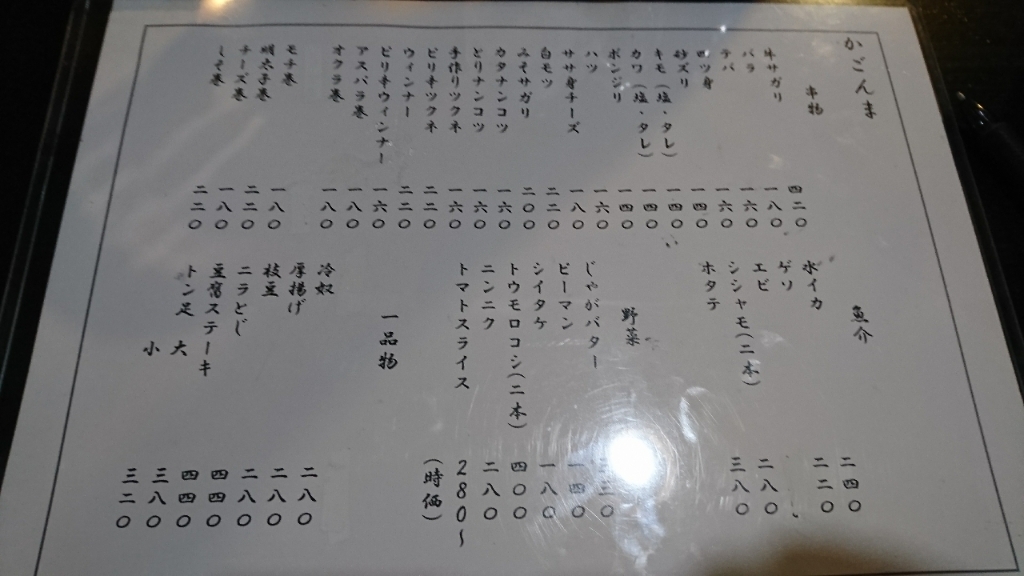 かごんま
串物
牛サガリ 四二〇
バラ 一八〇
テバ 一六〇
四ツ身 一六〇
砂ズリ 一四〇
キモ(塩・タレ) 一四〇
カワ(塩・タレ) 一四〇
ボンジリ 一四〇
ハツ 一六〇
ササ身チーズ 一八〇
白モツ 二二〇
みそサガリ 二〇〇
カタナンコツ 一六〇
とりナンコツ 一六〇
手作りツクネ 一六〇
ピリ辛ツクネ 二二〇
ウィンナー 二二〇
ピリ辛ウィンナー 一六〇
アスパラ巻 一八〇
オクラ巻 一八〇
モチ巻 一八〇
明太子巻 二二〇
チーズ巻 一八〇
しそ巻 二二〇
魚介
水イカ 二四〇
ゲソ 二二〇
エビ
シシャモ(二本) 二八〇
ホタテ 三八〇
野菜
じゃがバター
ピーマン 一四〇
シイタケ 一八〇
トウモロコシ(二本) 四〇〇
ニンニク 二八〇
トマトスライス 280〜
(時価)
一品物
冷奴 二八〇
厚揚げ 二八〇
枝豆 二八〇
ニラとじ 四四〇
豆腐ステーキ 四四〇
トン足 大 三八〇
小 三二〇